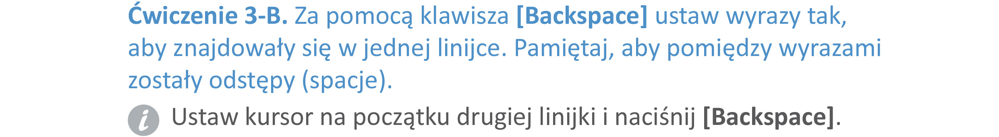 Ćwiczenie 3-B. Za pomocą klawisza [Backspace] ustaw wyrazy tak,
aby znajdowały się w jednej linijce. Pamiętaj, aby pomiędzy wyrazami
zostały odstępy (spacje).
i Ustaw kursor na początku drugiej linijki i naciśnij [Backspace].